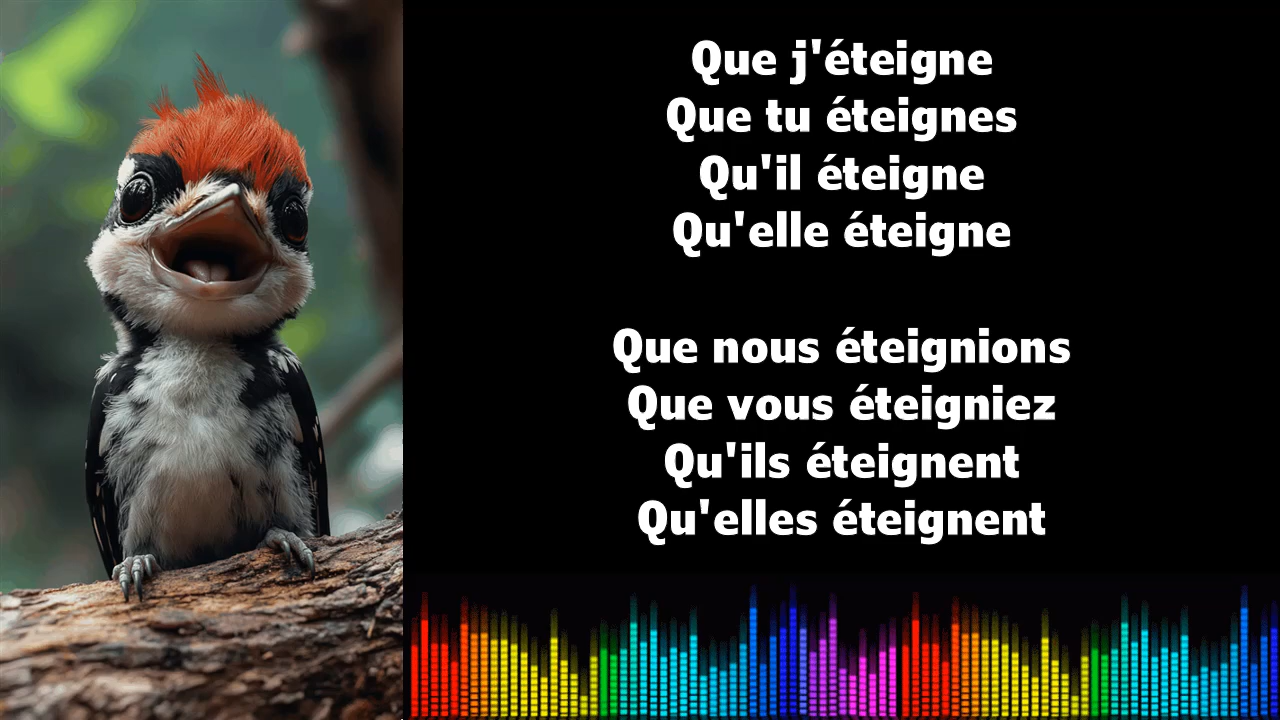 Que j'éteigne
Que tu éteignes
Qu'il éteigne
Qu'elle éteigne
Que nous éteignions
Que vous éteigniez
Qu'ils éteignent
Qu'elles éteignent